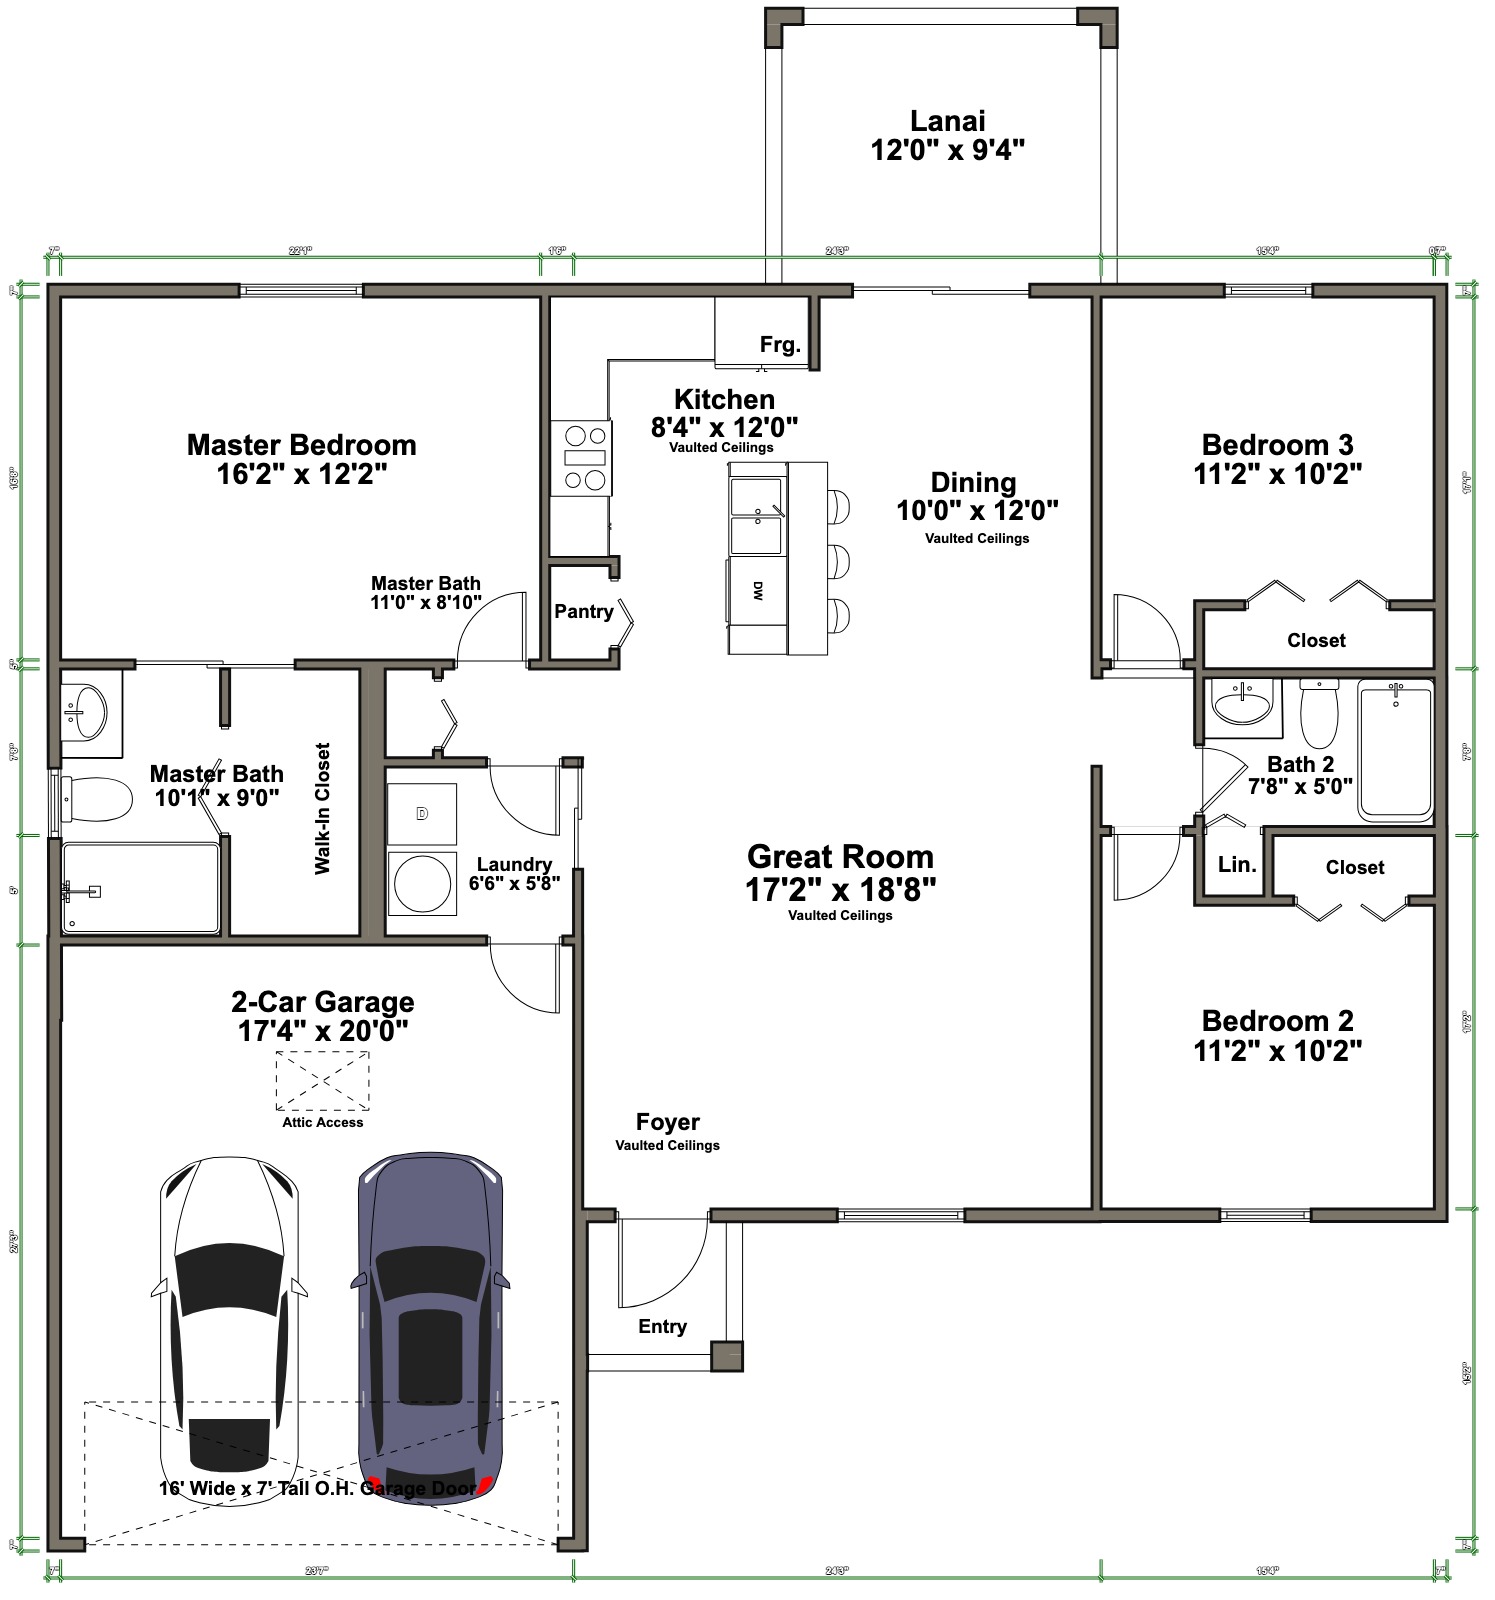 Lanai
12'0" x 9'4"
7"
22'1"
1'6"
24'3"
15'4"
Frg.
Kitchen
8'4" x 12'0"
Vaulted Ceilings
Master Bedroom
16'2" x 12'2"
Bedroom 3
11'2" x 10'2"
Dining
10'0" x 12'0"
Vaulted Ceilings
DW
Master Bath
11'0" x 8'10"
Pantry
Closet
Master Bath
10'1" x 9'0"
Walk-In Closet
Bath 2
7'8" x 5'0"
D
Laundry
6'6" x 5'8"
Great Room
17'2" x 18'8"
Vaulted Ceilings
Lin.
Closet
5'
2-Car Garage
17'4" x 20'0"
Attic Access
Bedroom 2
11'2" x 10'2"
Foyer
Vaulted Ceilings
Entry
16' Wide x 7' Tall O.H. Garage Door
7"
23'7"
24'3"
15'4"
7"